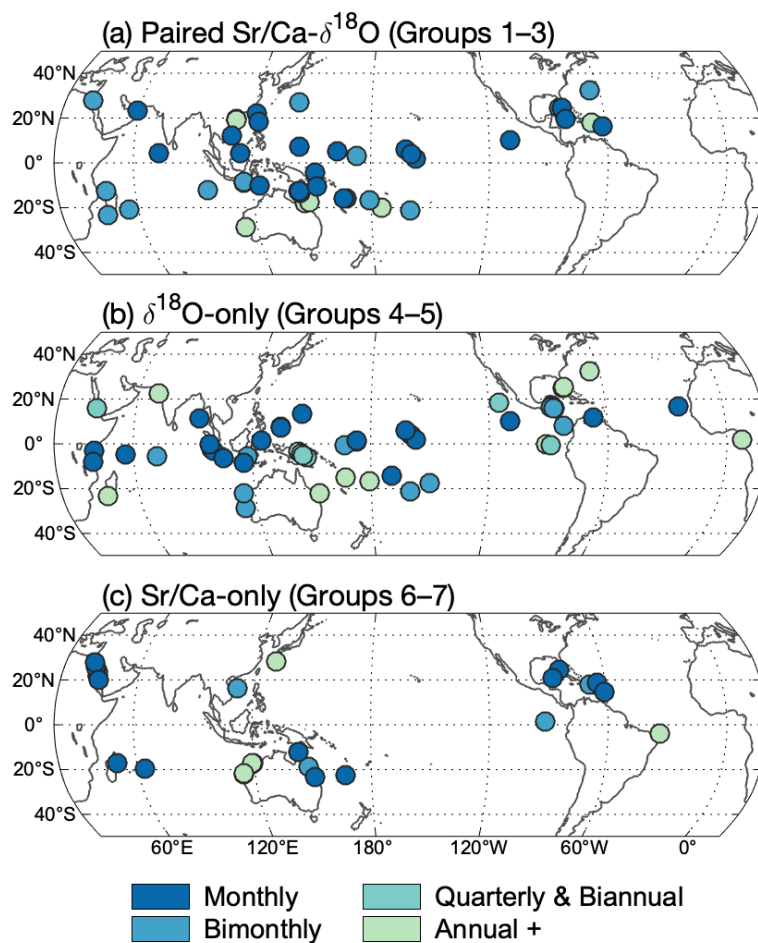 (a) Paired Sr/Ca-δ¹⁸O (Groups 1–3)
40°N
20°N
0°
20°S
40°S
(b) δ¹⁸O-only (Groups 4–5)
40°N
20°N
0°
20°S
40°S
(c) Sr/Ca-only (Groups 6–7)
40°N
20°N
0°
20°S
40°S
60°E 120°E 180° 120°W 60°W 0°
Monthly Quarterly & Biannual
Bimonthly Annual +